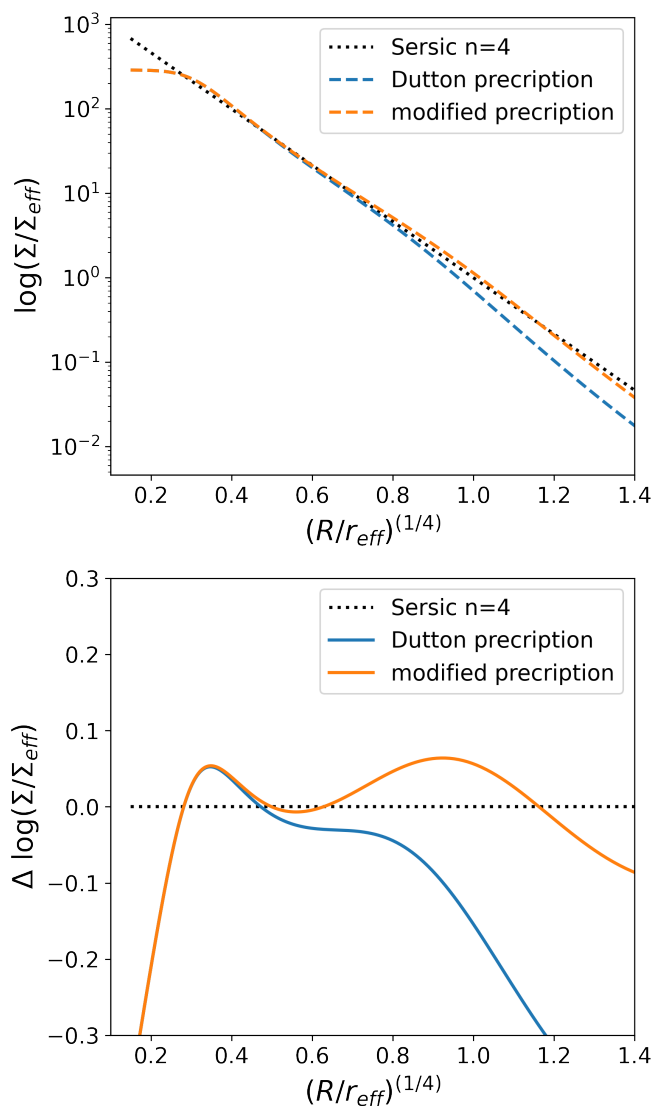 10³
10²
10¹
10⁰
10⁻¹
10⁻²
log(Σ/Σ_eff)
Sersic n=4
Dutton precription
modified precription
0.2 0.4 0.6 0.8 1.0 1.2 1.4
(R/r_eff)^(1/4)
0.3
0.2
0.1
0.0
-0.1
-0.2
-0.3
Δ log(Σ/Σ_eff)
Sersic n=4
Dutton precription
modified precription
0.2 0.4 0.6 0.8 1.0 1.2 1.4
(R/r_eff)^(1/4)